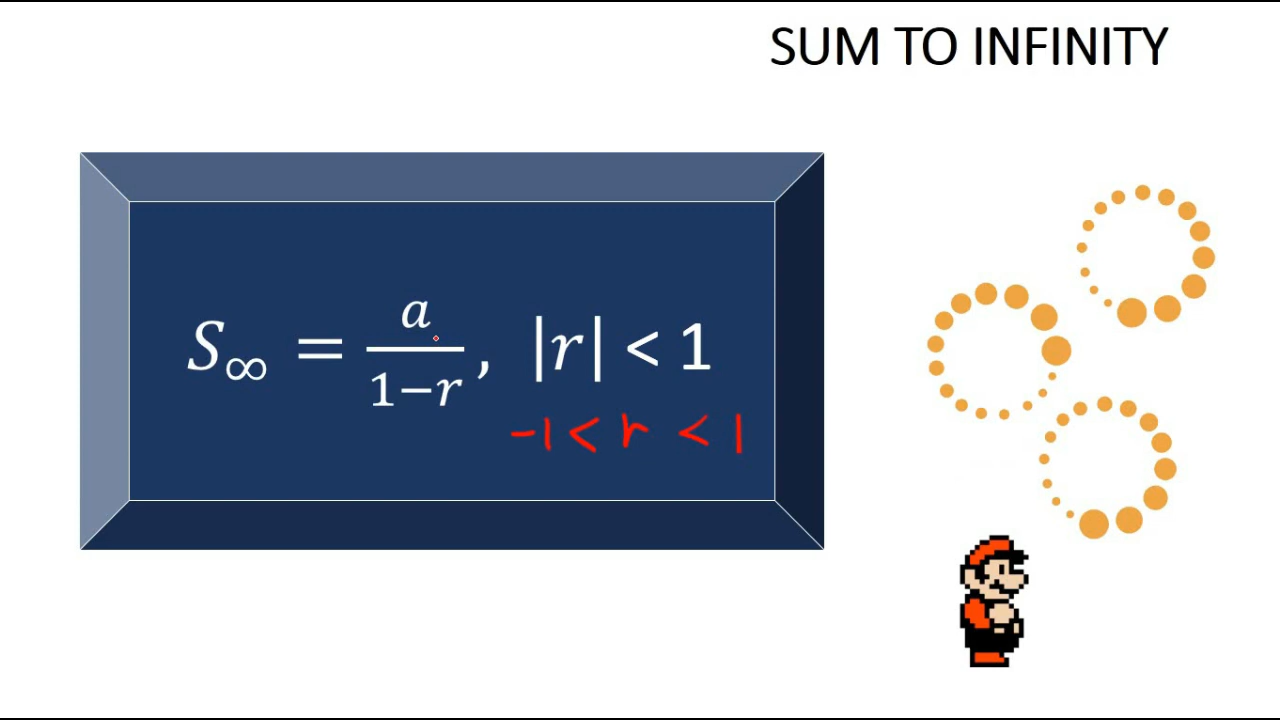 SUM TO INFINITY
S∞ = a/(1−r), |r| < 1
-1 < r < 1